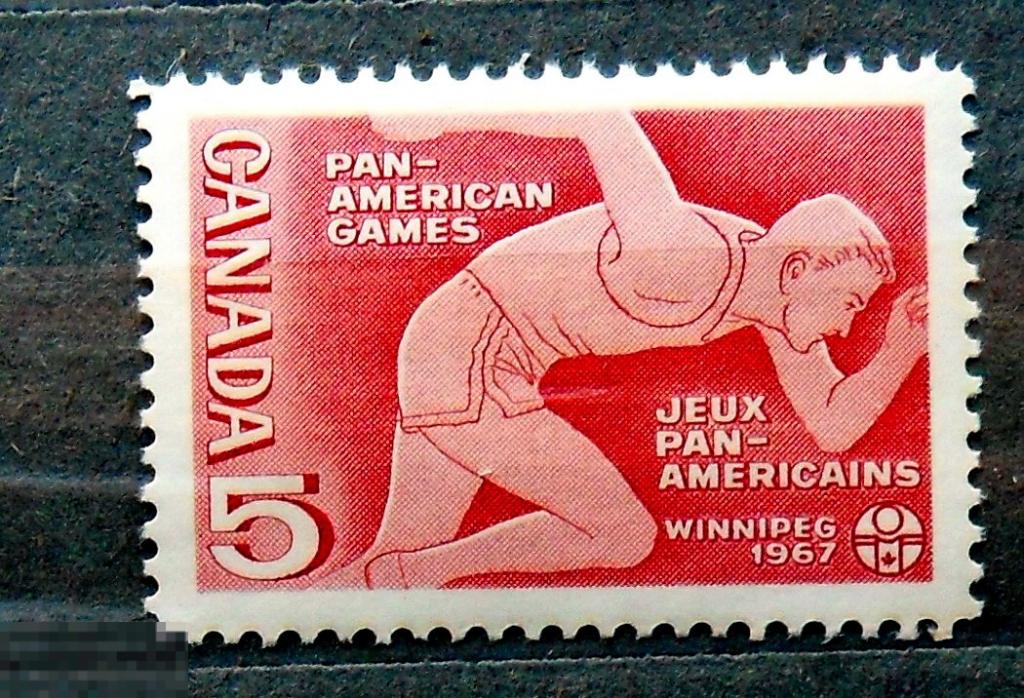 CANADA 5
PAN-
AMERICAN
GAMES
JEUX
PAN-
AMERICAINS
WINNIPEG
1967